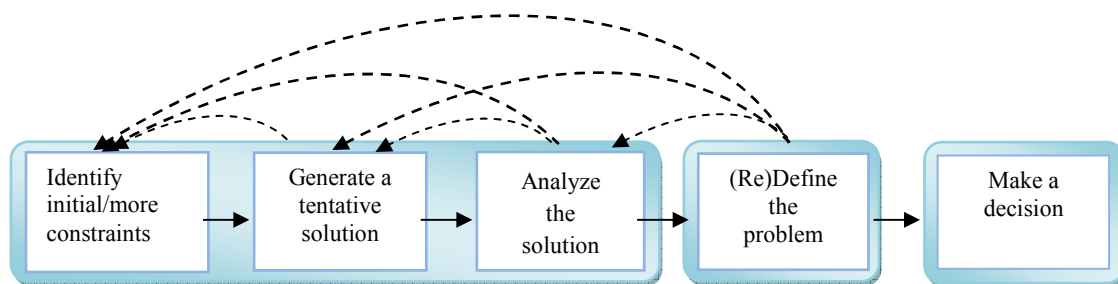 Identify
initial/more
constraints
Generate a
tentative
solution
Analyze
the
solution
(Re)Define
the
problem
Make a
decision